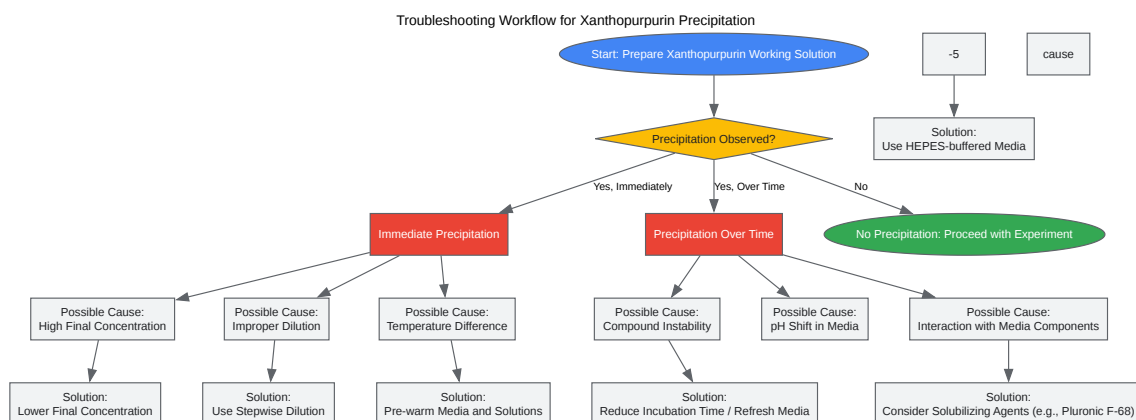 Troubleshooting Workflow for Xanthopurpurin Precipitation
Start: Prepare Xanthopurpurin Working Solution
-5
cause
Precipitation Observed?
Solution:
Use HEPES-buffered Media
Yes, Immediately
Yes, Over Time
No
Immediate Precipitation
Precipitation Over Time
No Precipitation: Proceed with Experiment
Possible Cause:
High Final Concentration
Possible Cause:
Improper Dilution
Possible Cause:
Temperature Difference
Possible Cause:
Compound Instability
Possible Cause:
pH Shift in Media
Possible Cause:
Interaction with Media Components
Solution:
Lower Final Concentration
Solution:
Use Stepwise Dilution
Solution:
Pre-warm Media and Solutions
Solution:
Reduce Incubation Time / Refresh Media
Solution:
Consider Solubilizing Agents (e.g., Pluronic F-68)